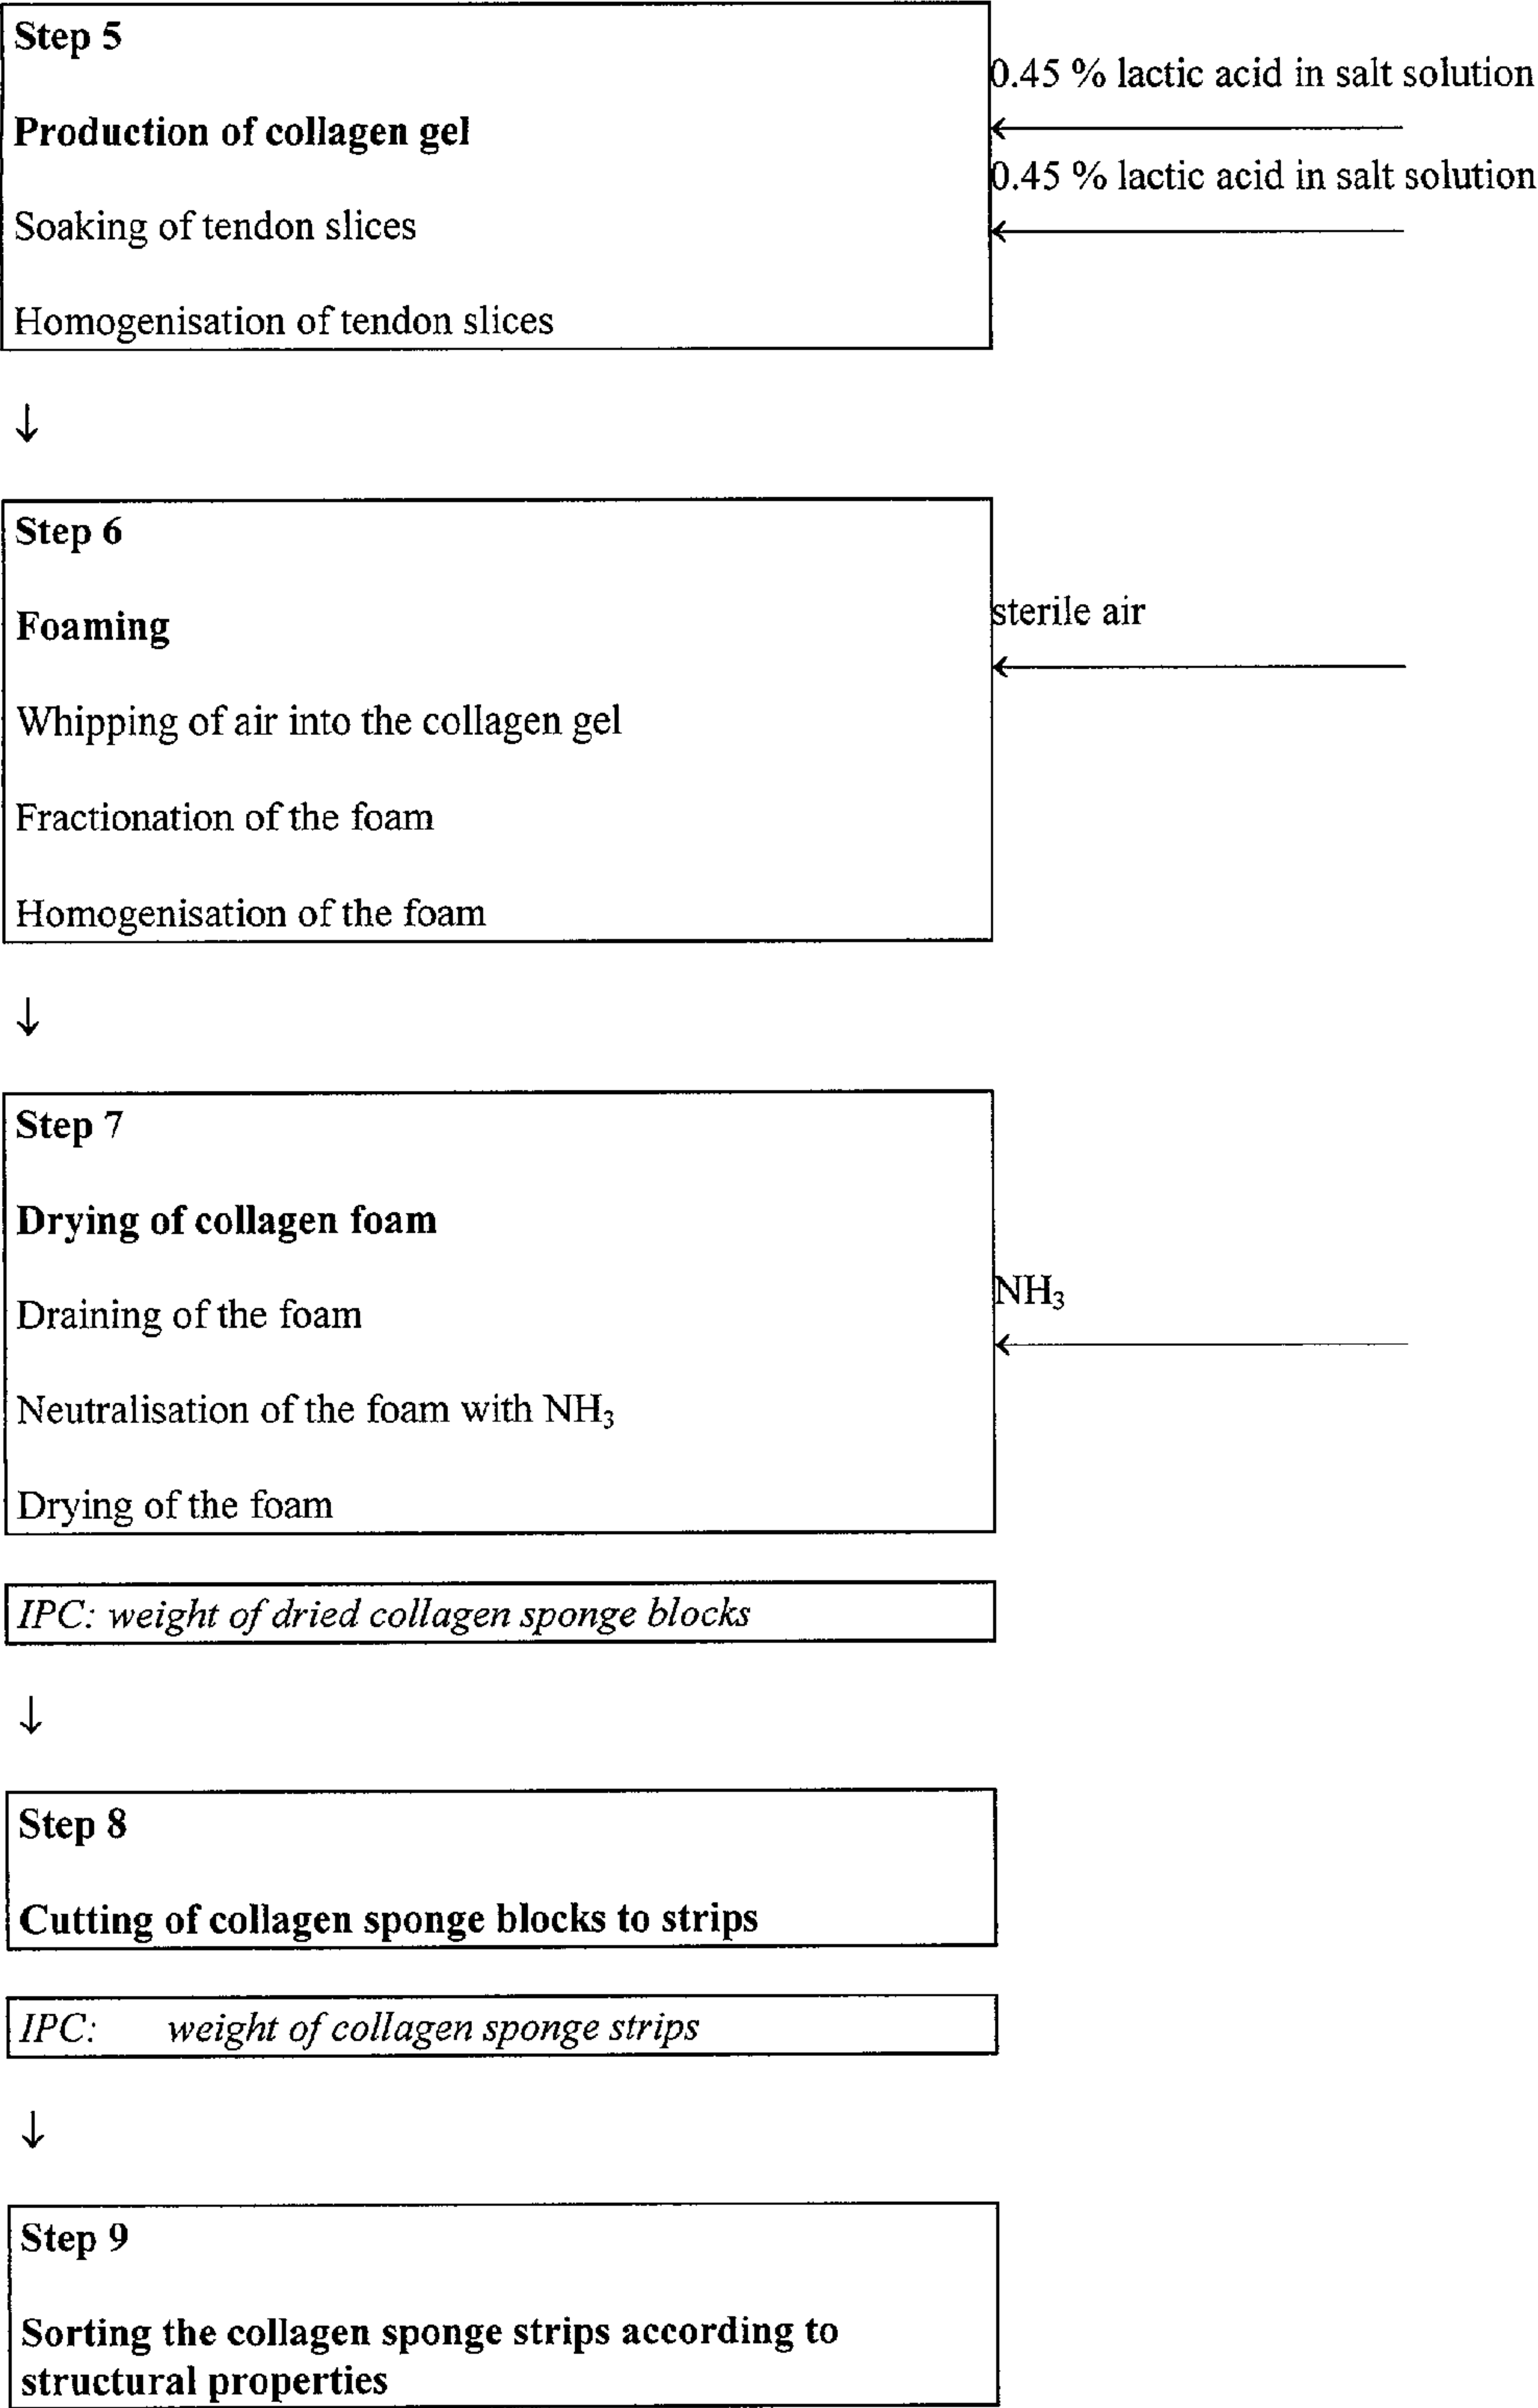 Step 5
0.45 % lactic acid in salt solution
Production of collagen gel
0.45 % lactic acid in salt solution
Soaking of tendon slices
Homogenisation of tendon slices
↓
Step 6
sterile air
Foaming
Whipping of air into the collagen gel
Fractionation of the foam
Homogenisation of the foam
↓
Step 7
Drying of collagen foam
NH₃
Draining of the foam
Neutralisation of the foam with NH₃
Drying of the foam
IPC: weight of dried collagen sponge blocks
↓
Step 8
Cutting of collagen sponge blocks to strips
IPC: weight of collagen sponge strips
↓
Step 9
Sorting the collagen sponge strips according to
structural properties